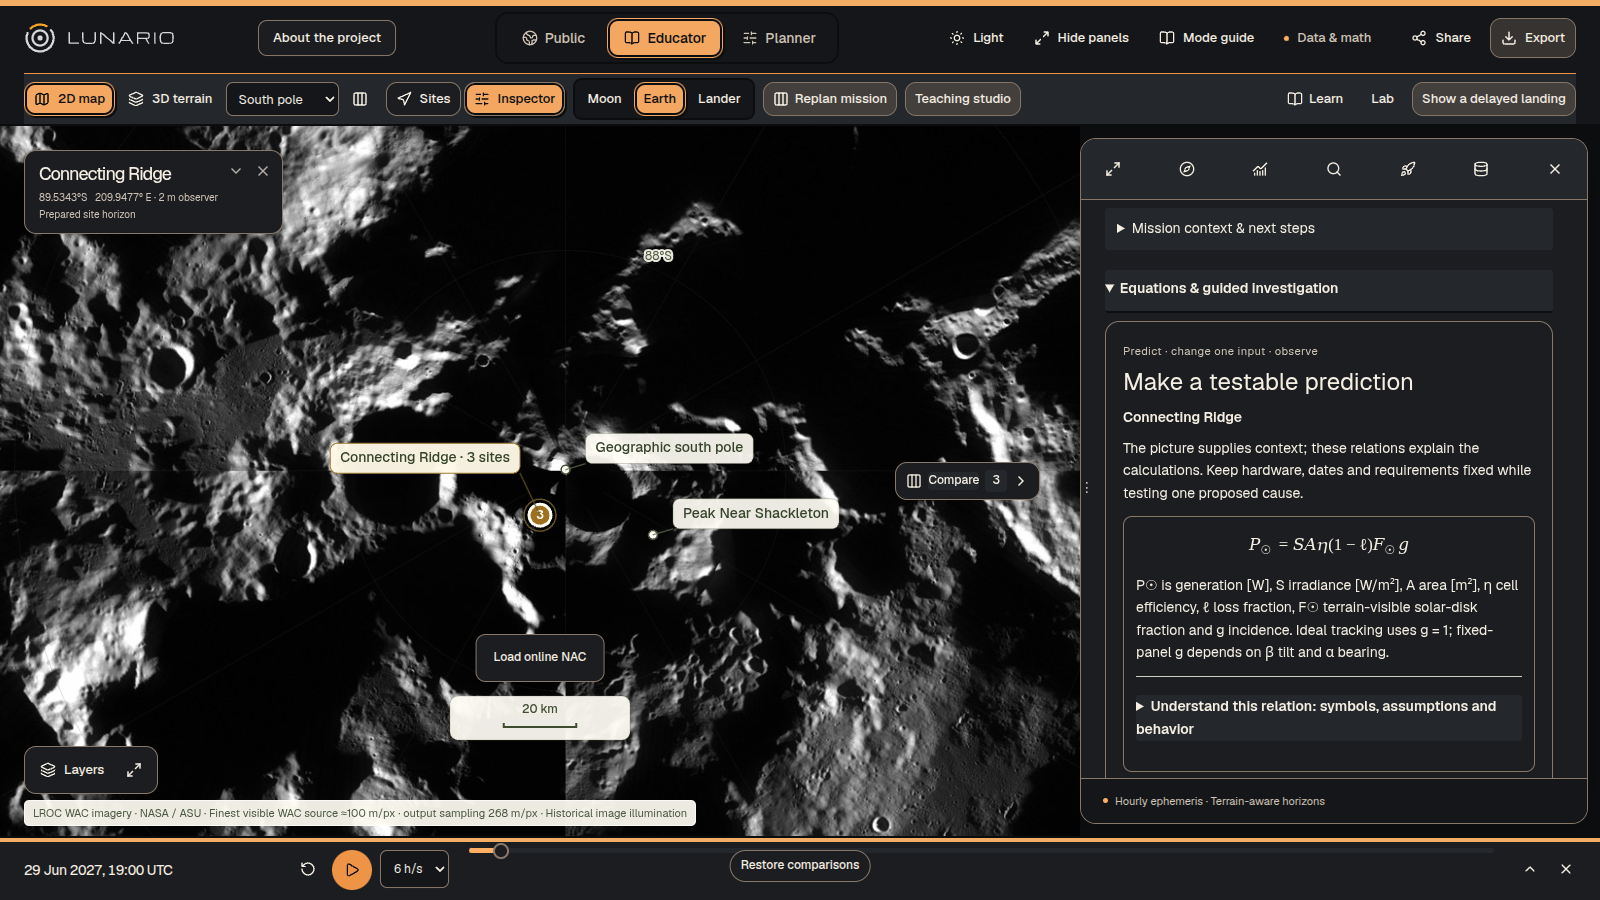 LUNARIO
About the project
Public
Educator
Planner
Light
Hide panels
Mode guide
Data & math
Share
Export
2D map
3D terrain
South pole
Sites
Inspector
Moon
Earth
Lander
Replan mission
Teaching studio
Learn
Lab
Show a delayed landing
Connecting Ridge
89.5343°S 209.9477° E · 2 m observer
Prepared site horizon
88°S
Connecting Ridge · 3 sites
Geographic south pole
3
Peak Near Shackleton
Compare 3
Load online NAC
20 km
Layers
LROC WAC imagery · NASA / ASU · Finest visible WAC source ≈100 m/px · output sampling 268 m/px · Historical image illumination
Mission context & next steps
Equations & guided investigation
Predict · change one input · observe
Make a testable prediction
Connecting Ridge
The picture supplies context; these relations explain the
calculations. Keep hardware, dates and requirements fixed while
testing one proposed cause.
P☉ = SAη(1 − ℓ)F☉ g
P☉ is generation [W], S irradiance [W/m²], A area [m²], η cell
efficiency, ℓ loss fraction, F☉ terrain-visible solar-disk
fraction and g incidence. Ideal tracking uses g = 1; fixed-
panel g depends on β tilt and α bearing.
Understand this relation: symbols, assumptions and
behavior
Hourly ephemeris · Terrain-aware horizons
29 Jun 2027, 19:00 UTC
6 h/s
Restore comparisons